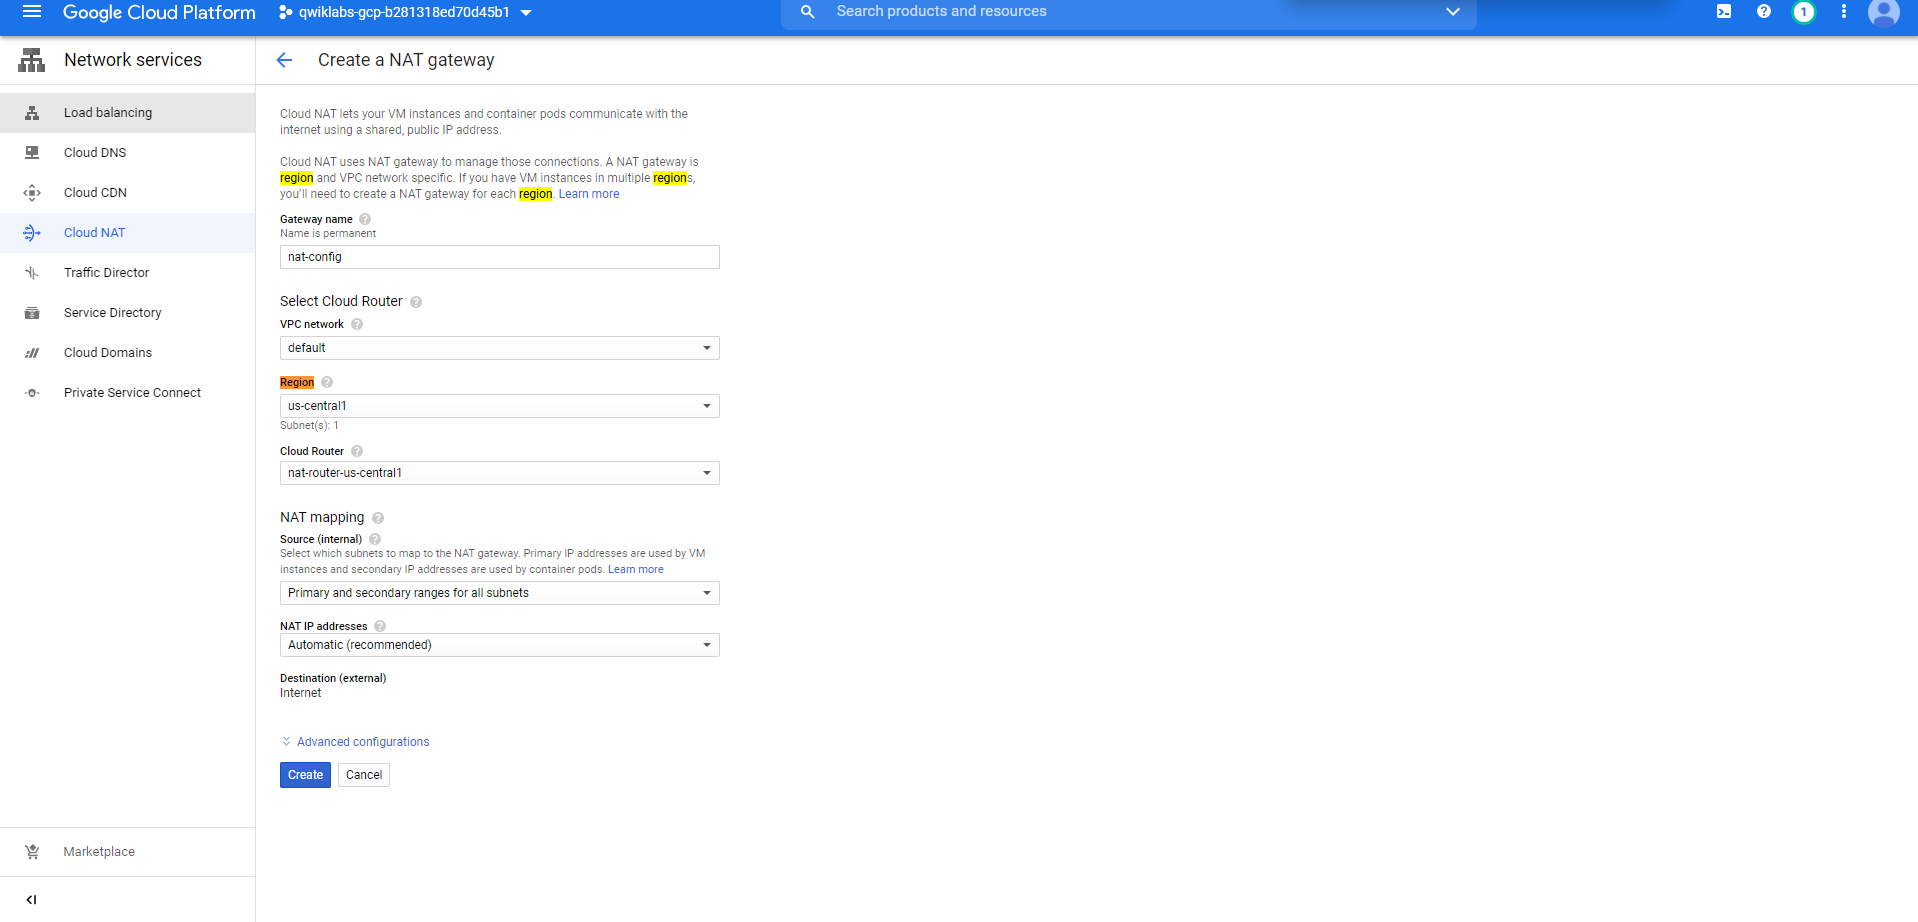 Google Cloud Platform
qwiklabs-gcp-b281318ed70d45b1
Search products and resources
1
Network services
Create a NAT gateway
Load balancing
Cloud DNS
Cloud CDN
Cloud NAT
Traffic Director
Service Directory
Cloud Domains
Private Service Connect
Marketplace
Cloud NAT lets your VM instances and container pods communicate with the
internet using a shared, public IP address.
Cloud NAT uses NAT gateway to manage those connections. A NAT gateway is
region and VPC network specific. If you have VM instances in multiple regions,
you'll need to create a NAT gateway for each region. Learn more
Gateway name
Name is permanent
nat-config
Select Cloud Router
VPC network
default
Region
us-central1
Subnet(s): 1
Cloud Router
nat-router-us-central1
NAT mapping
Source (internal)
Select which subnets to map to the NAT gateway. Primary IP addresses are used by VM
instances and secondary IP addresses are used by container pods. Learn more
Primary and secondary ranges for all subnets
NAT IP addresses
Automatic (recommended)
Destination (external)
Internet
Advanced configurations
Create
Cancel